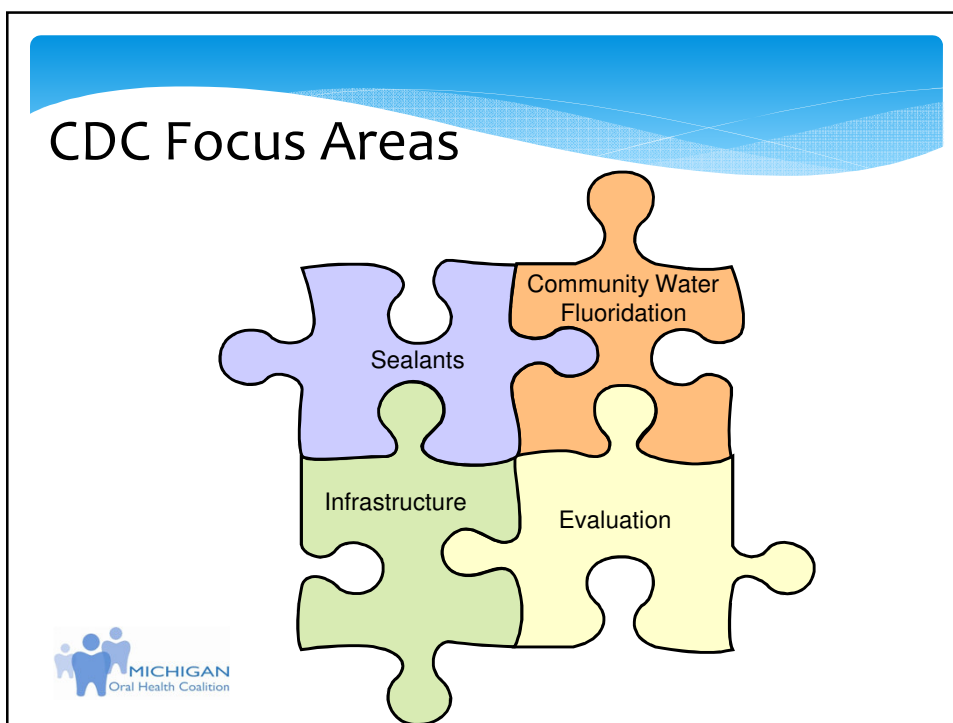 CDC Focus Areas
Community Water
Fluoridation
Sealants
Infrastructure
Evaluation
MICHIGAN
Oral Health Coalition